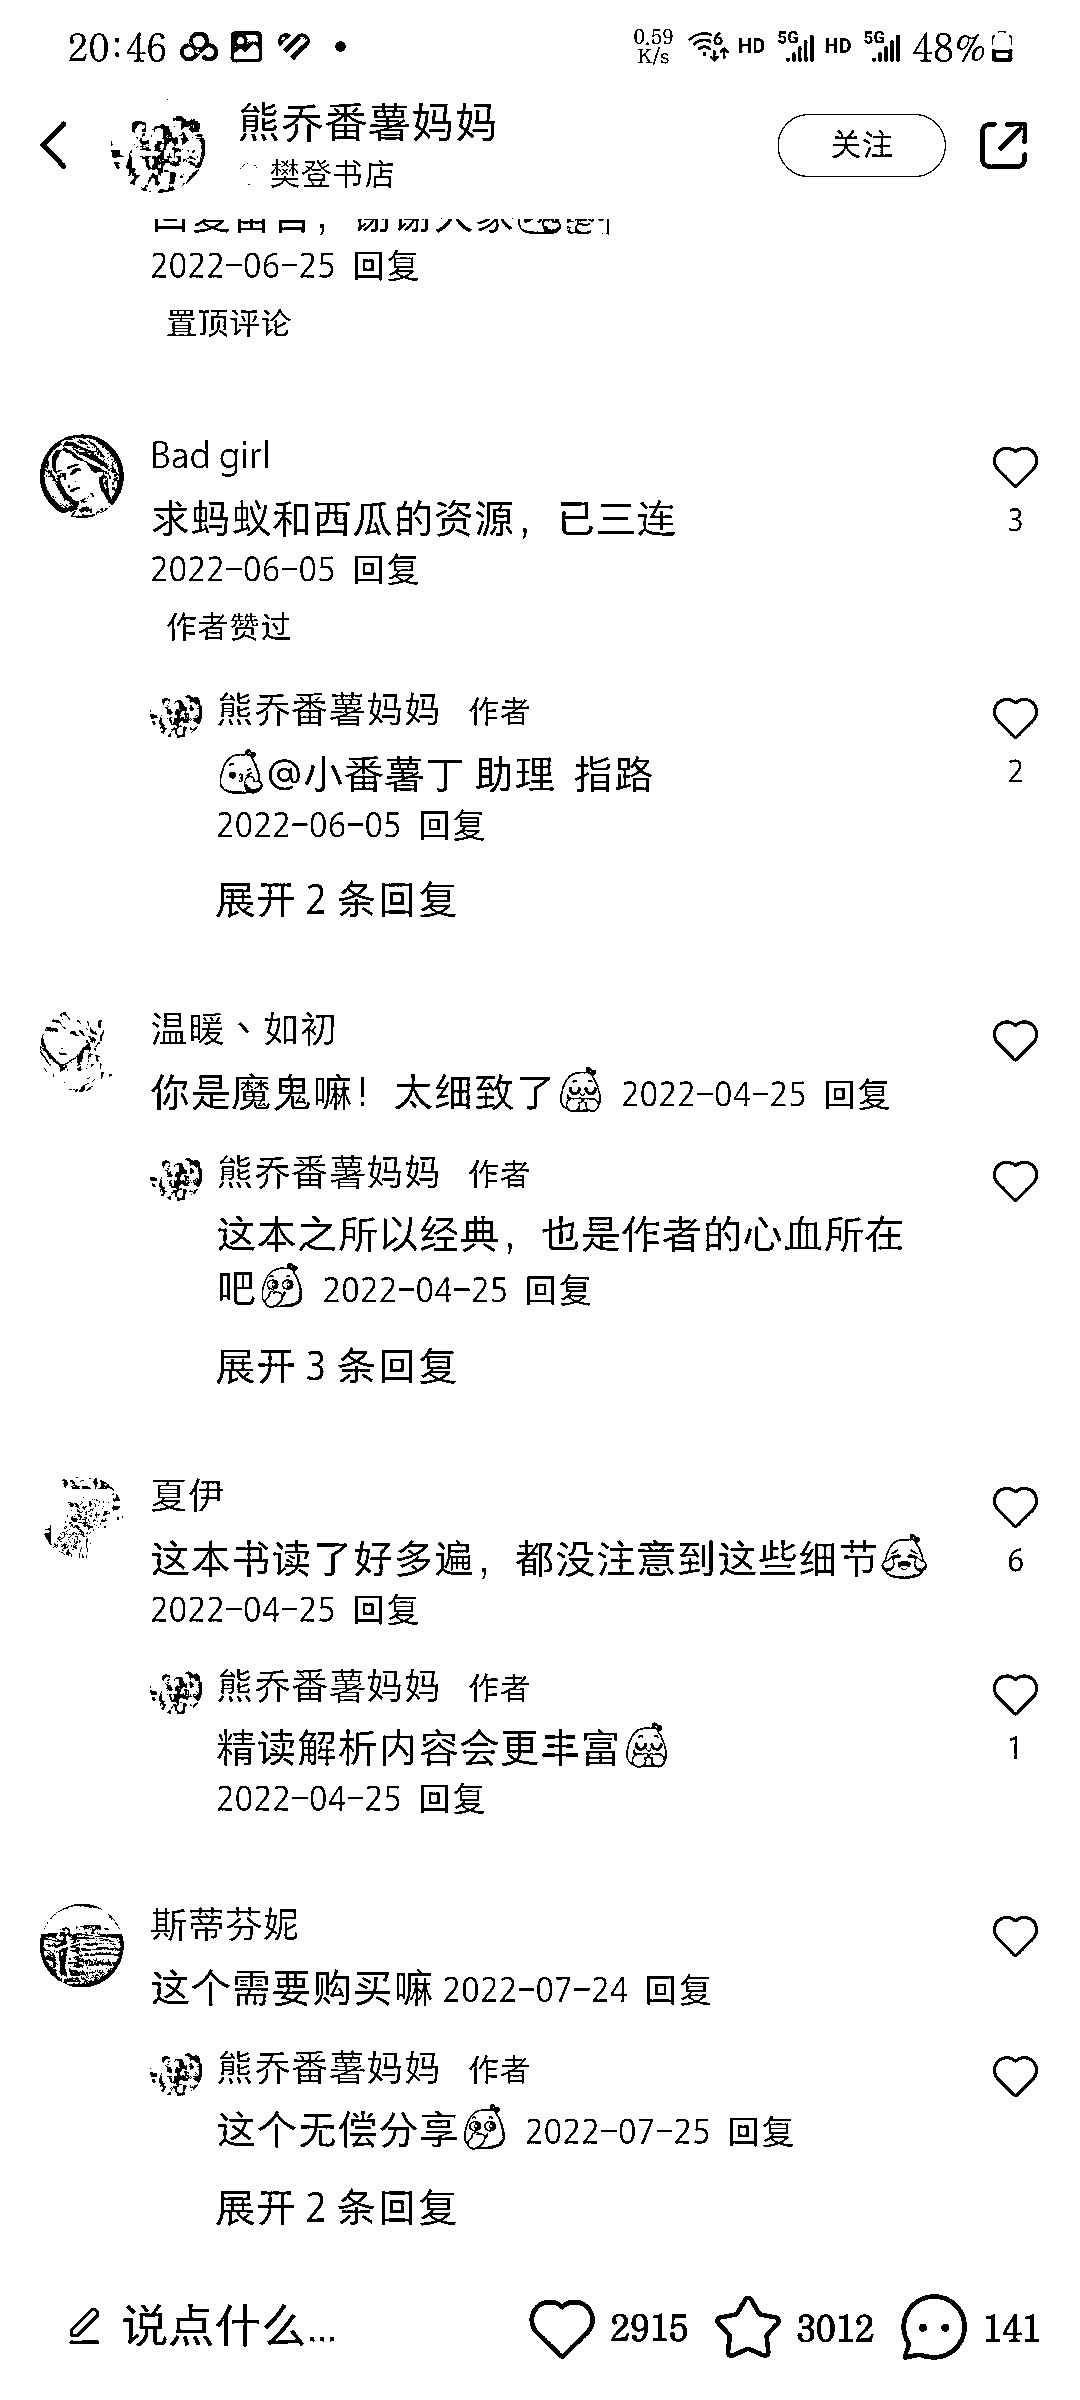 20:46
0.59 K/s
6
HD 5G HD 5G 48%
熊乔番薯妈妈
关注
樊登书店
回复留言，谢谢大家
2022-06-25 回复
置顶评论
Bad girl
求蚂蚁和西瓜的资源，已三连
3
2022-06-05 回复
作者赞过
熊乔番薯妈妈 作者
@小番薯丁 助理 指路
2
2022-06-05 回复
展开 2 条回复
温暖丶如初
你是魔鬼嘛！太细致了 2022-04-25 回复
熊乔番薯妈妈 作者
这本之所以经典，也是作者的心血所在
吧 2022-04-25 回复
展开 3 条回复
夏伊
这本书读了好多遍，都没注意到这些细节
6
2022-04-25 回复
熊乔番薯妈妈 作者
精读解析内容会更丰富
1
2022-04-25 回复
斯蒂芬妮
这个需要购买嘛 2022-07-24 回复
熊乔番薯妈妈 作者
这个无偿分享 2022-07-25 回复
展开 2 条回复
说点什么... 2915 3012 141